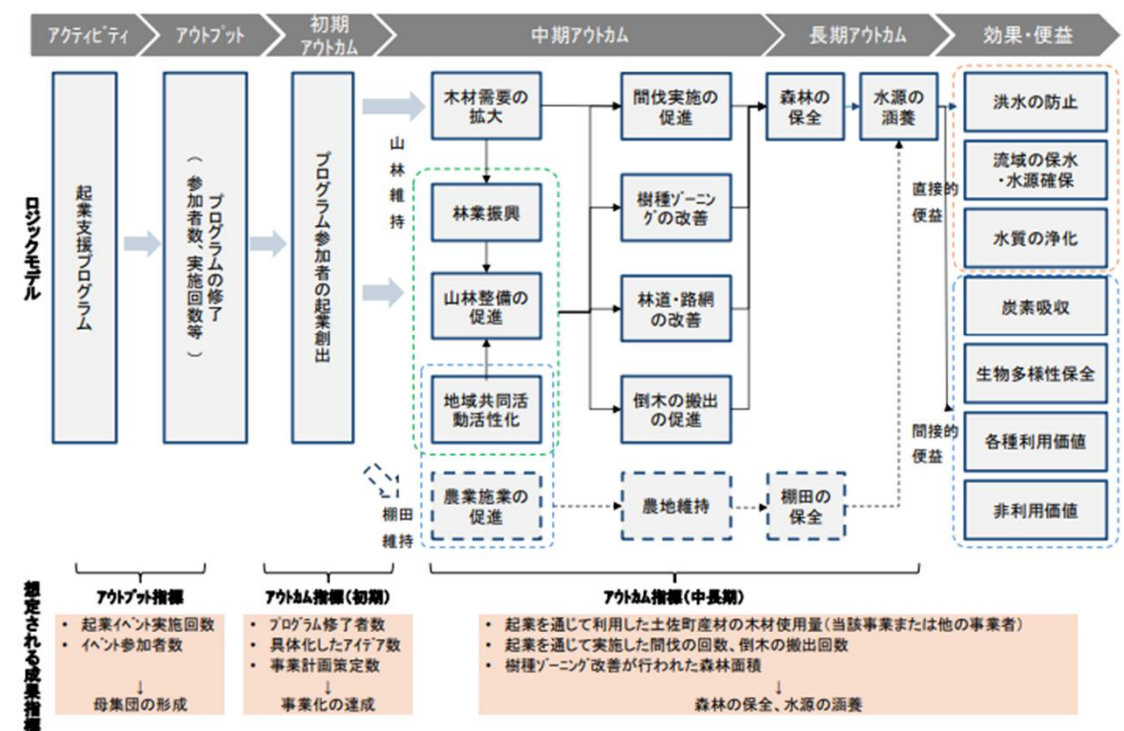 アクティビティ
アウトプット
初期
アウトカム
中期アウトカム
長期アウトカム
効果・便益
ロジックモデル
起業支援プログラム
プログラムの修了
(参加者数、実施回数等)
プログラム参加者の起業創出
山林維持
木材需要の
拡大
林業振興
山林整備の
促進
地域共同活
動活性化
棚田
維持
農業施業の
促進
間伐実施の
促進
樹種ゾーニン
グの改善
林道・路網
の改善
倒木の搬出
の促進
農地維持
森林の
保全
棚田の
保全
水源の
涵養
直接的
便益
間接的
便益
洪水の防止
流域の保水
・水源確保
水質の浄化
炭素吸収
生物多様性保全
各種利用価値
非利用価値
想定される成果指標
アウトプット指標
• 起業イベント実施回数
• イベント参加者数
↓
母集団の形成
アウトカム指標(初期)
• プログラム修了者数
• 具体化したアイデア数
• 事業計画策定数
↓
事業化の達成
アウトカム指標(中長期)
• 起業を通じて利用した土佐町産材の木材使用量(当該事業または他の事業者)
• 起業を通じて実施した間伐の回数、倒木の搬出回数
• 樹種ゾーニング改善が行われた森林面積
↓
森林の保全、水源の涵養